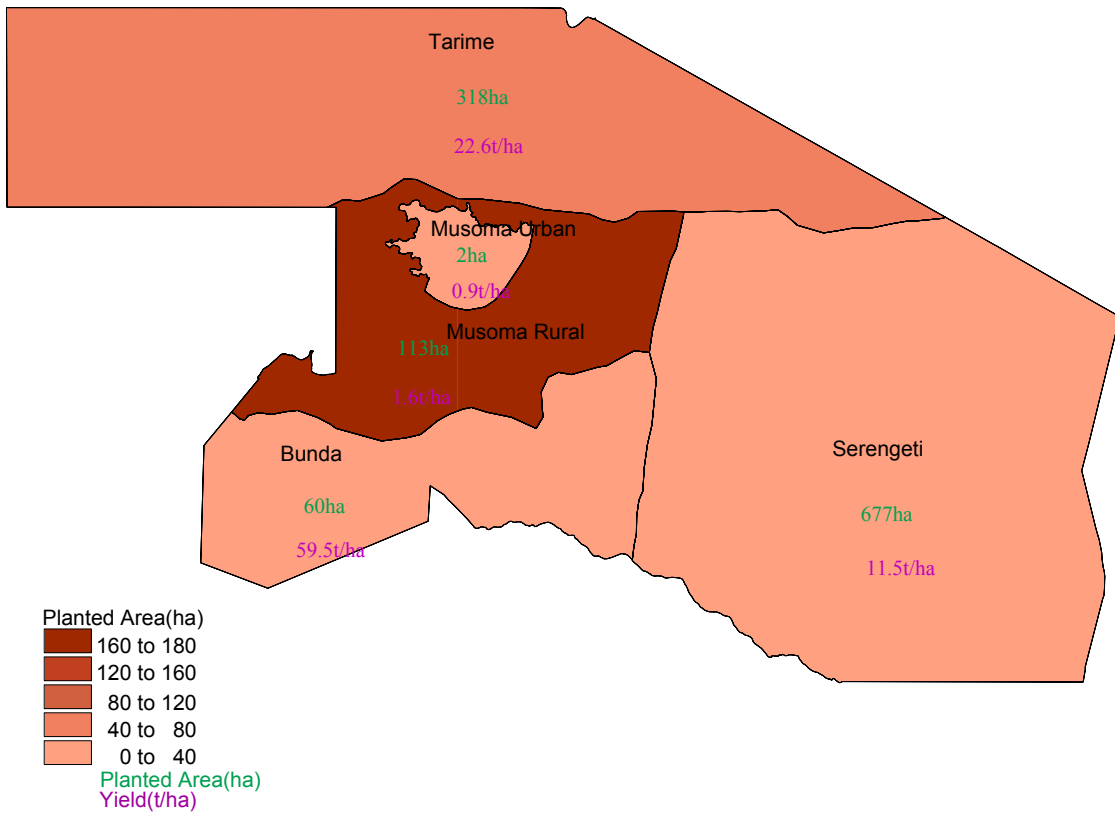 Tarime
318ha
22.6t/ha
Musoma Urban
2ha
0.9t/ha
Musoma Rural
113ha
1.6t/ha
Bunda
60ha
59.5t/ha
Serengeti
677ha
11.5t/ha
Planted Area(ha)
160 to 180
120 to 160
80 to 120
40 to 80
0 to 40
Planted Area(ha)
Yield(t/ha)